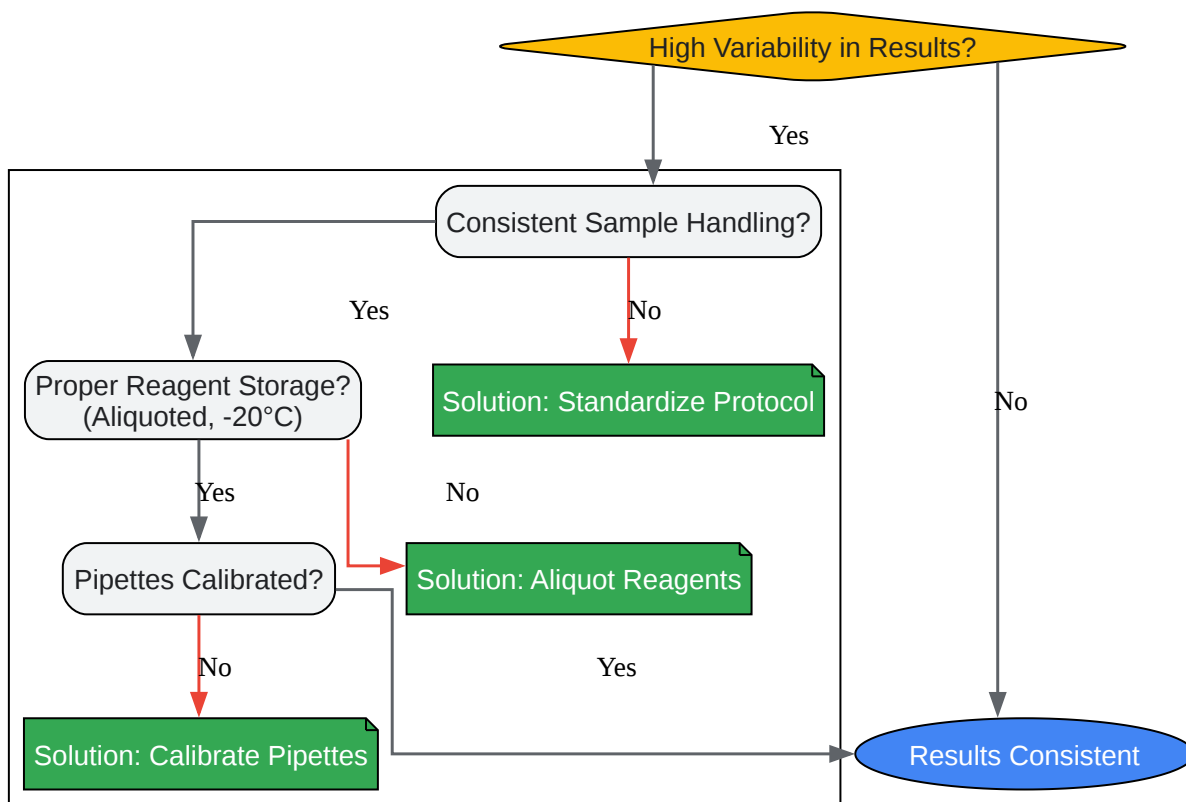 High Variability in Results?
Yes
Consistent Sample Handling?
Yes
No
Proper Reagent Storage?
(Aliquoted, -20°C)
Solution: Standardize Protocol
No
Yes
No
Pipettes Calibrated?
Solution: Aliquot Reagents
No
Yes
Solution: Calibrate Pipettes
Results Consistent